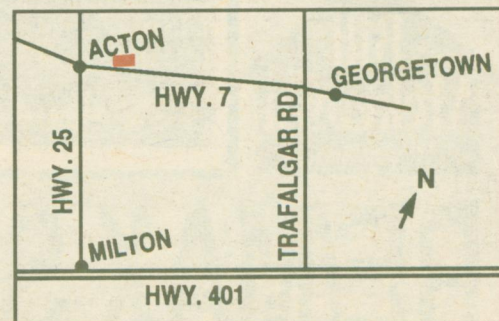 ACTON
GEORGETOWN
HWY. 7
HWY. 25
TRAFALGAR RD.
N
MILTON
HWY. 401